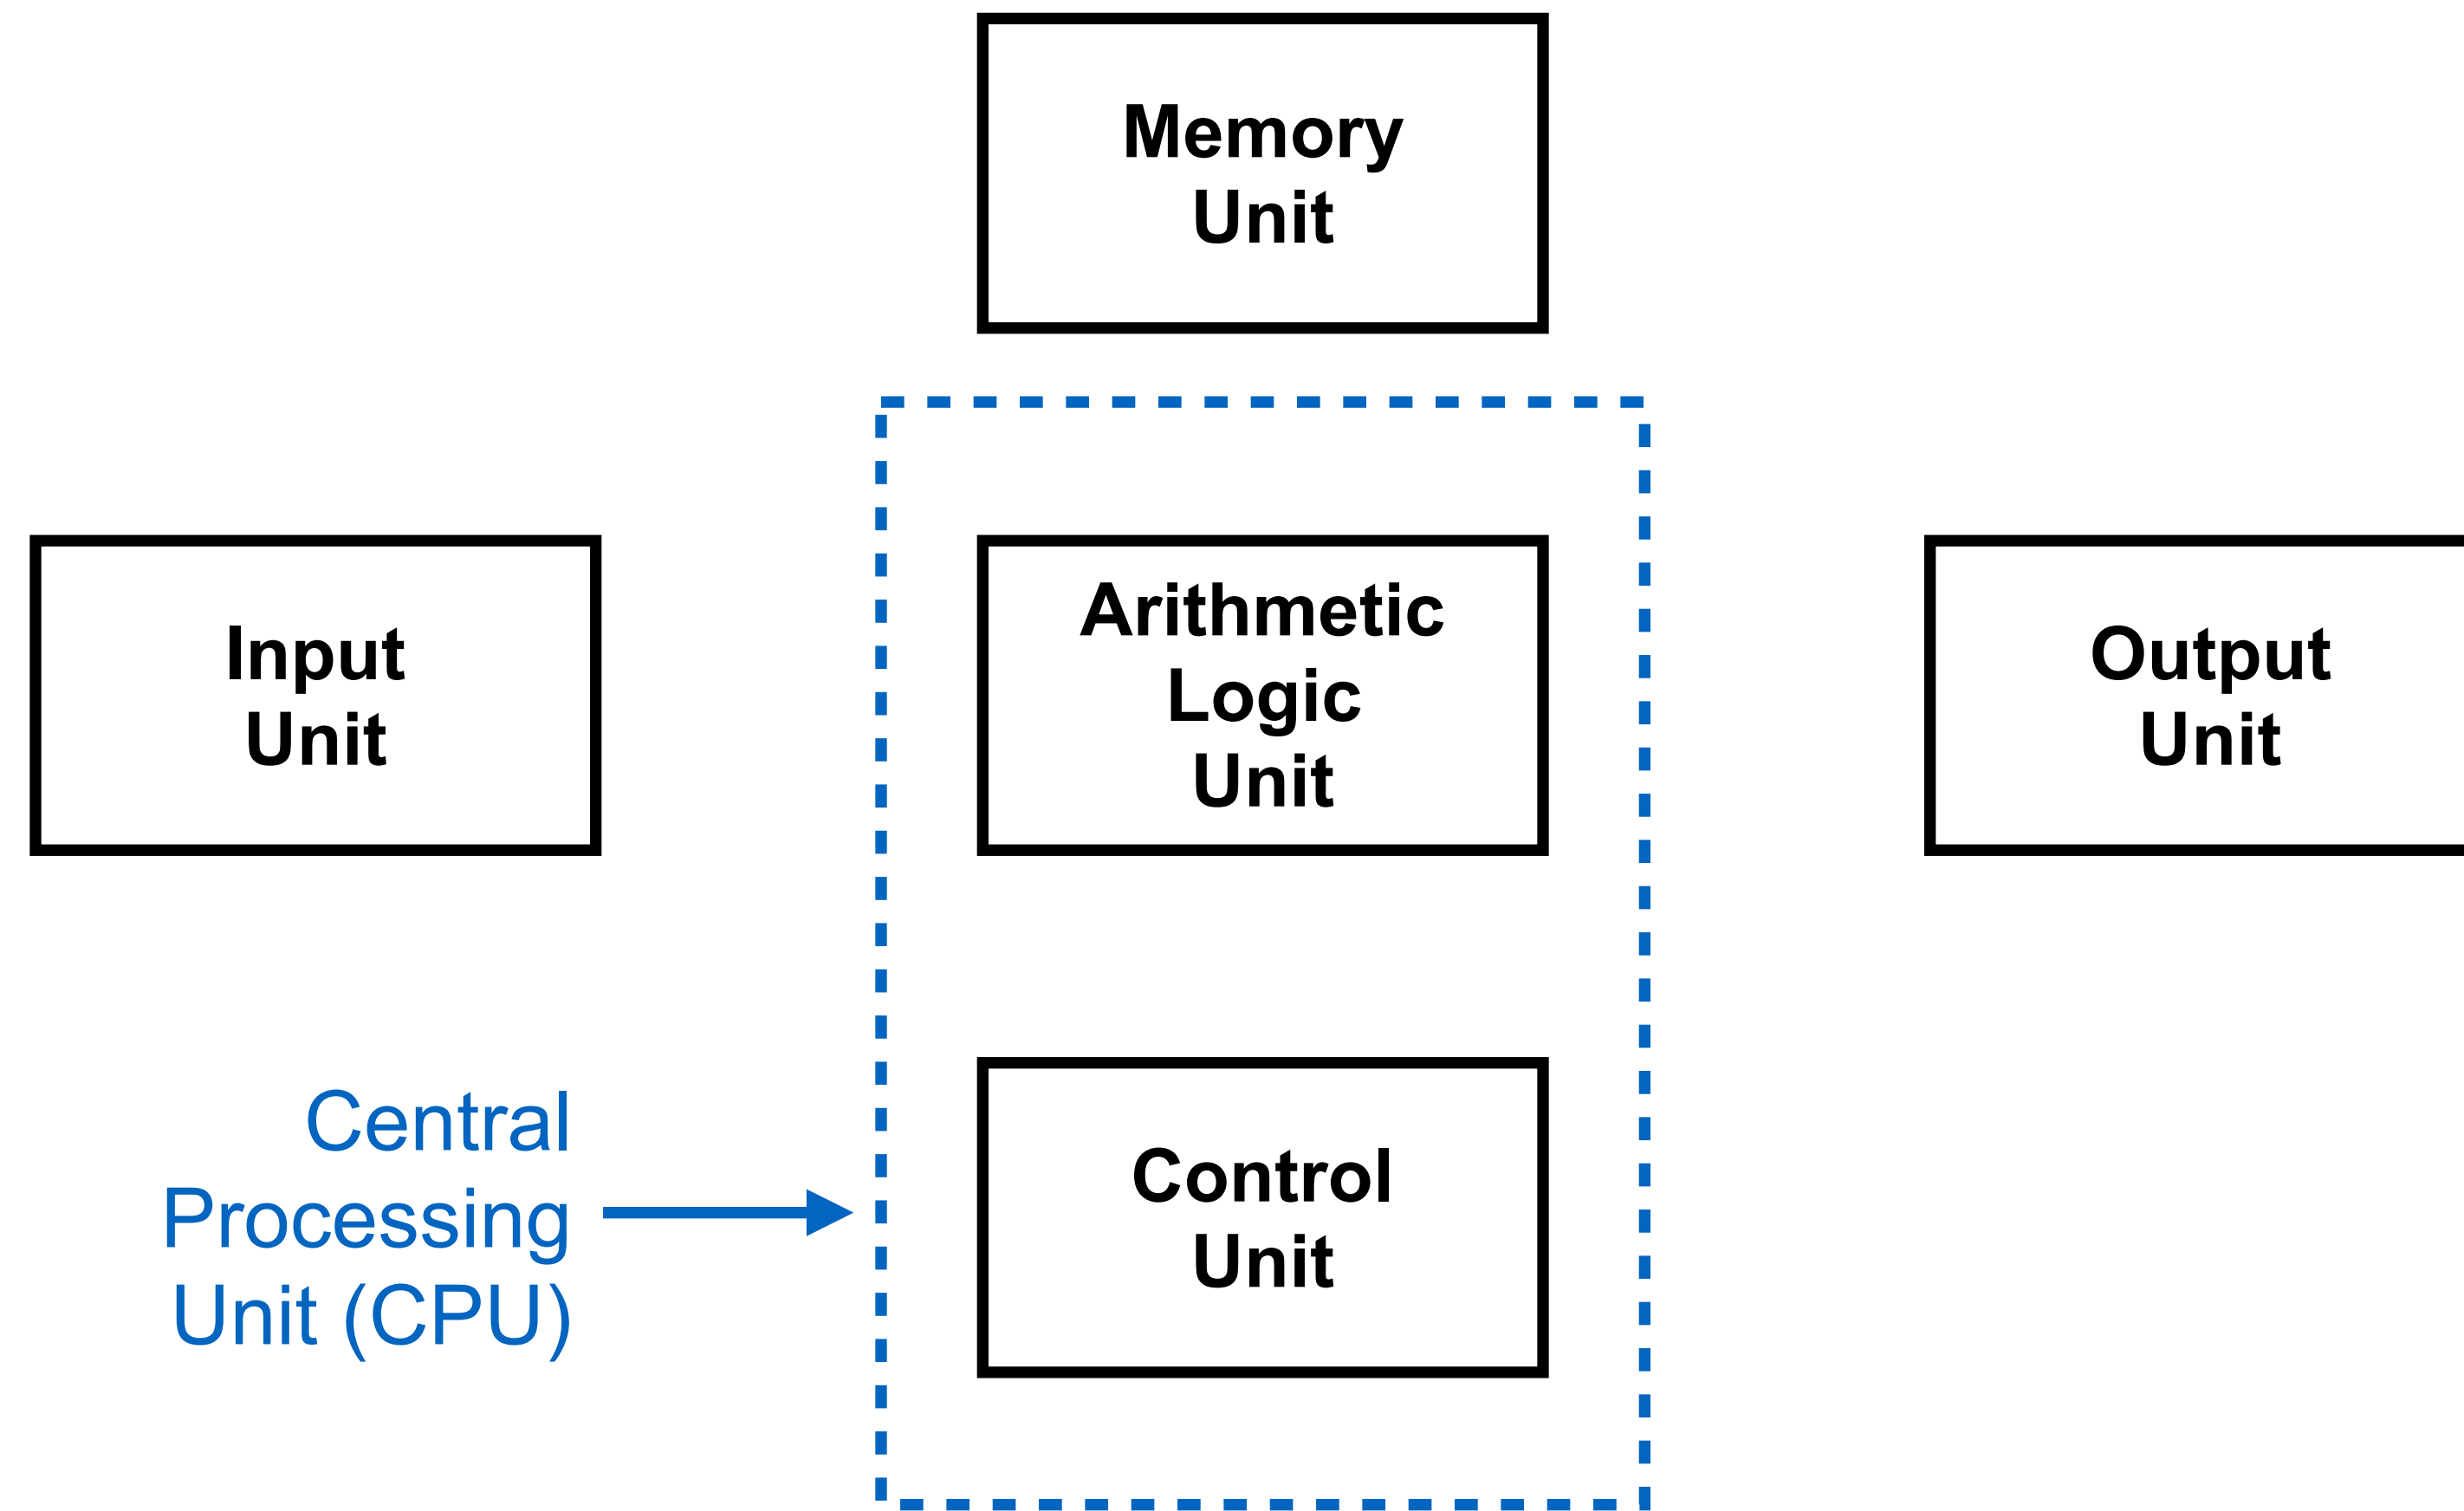 Memory
Unit
Input
Unit
Arithmetic
Logic
Unit
Output
Unit
Central
Processing
Unit (CPU)
Control
Unit